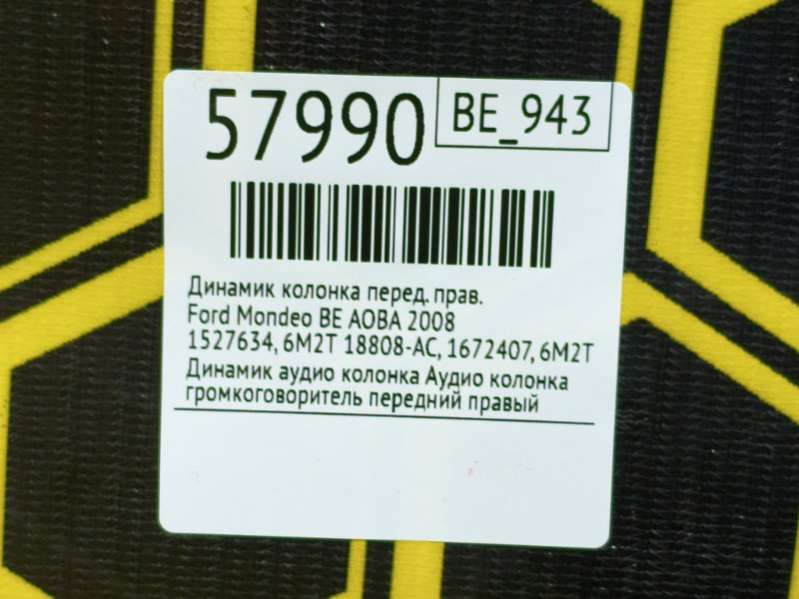 57990
BE_943
Динамик колонка перед. прав.
Ford Mondeo BE AOBA 2008
1527634, 6M2T 18808-AC, 1672407, 6M2T
Динамик аудио колонка Аудио колонка
громкоговоритель передний правый